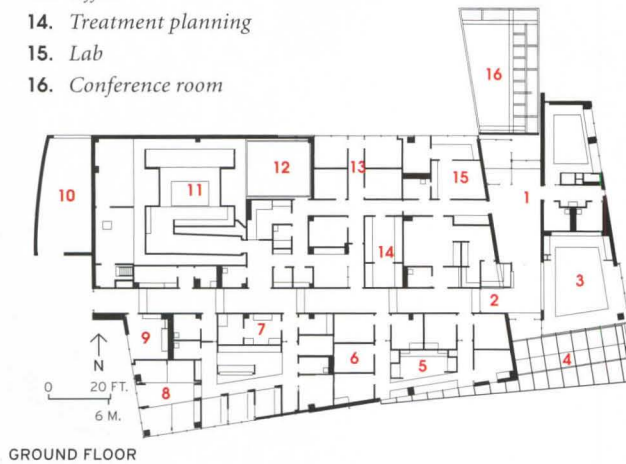 14. Treatment planning
15. Lab
16. Conference room
16
10
11
12
13
15
1
14
2
3
9
7
6
5
4
8
N
0 20 FT.
6 M.
GROUND FLOOR